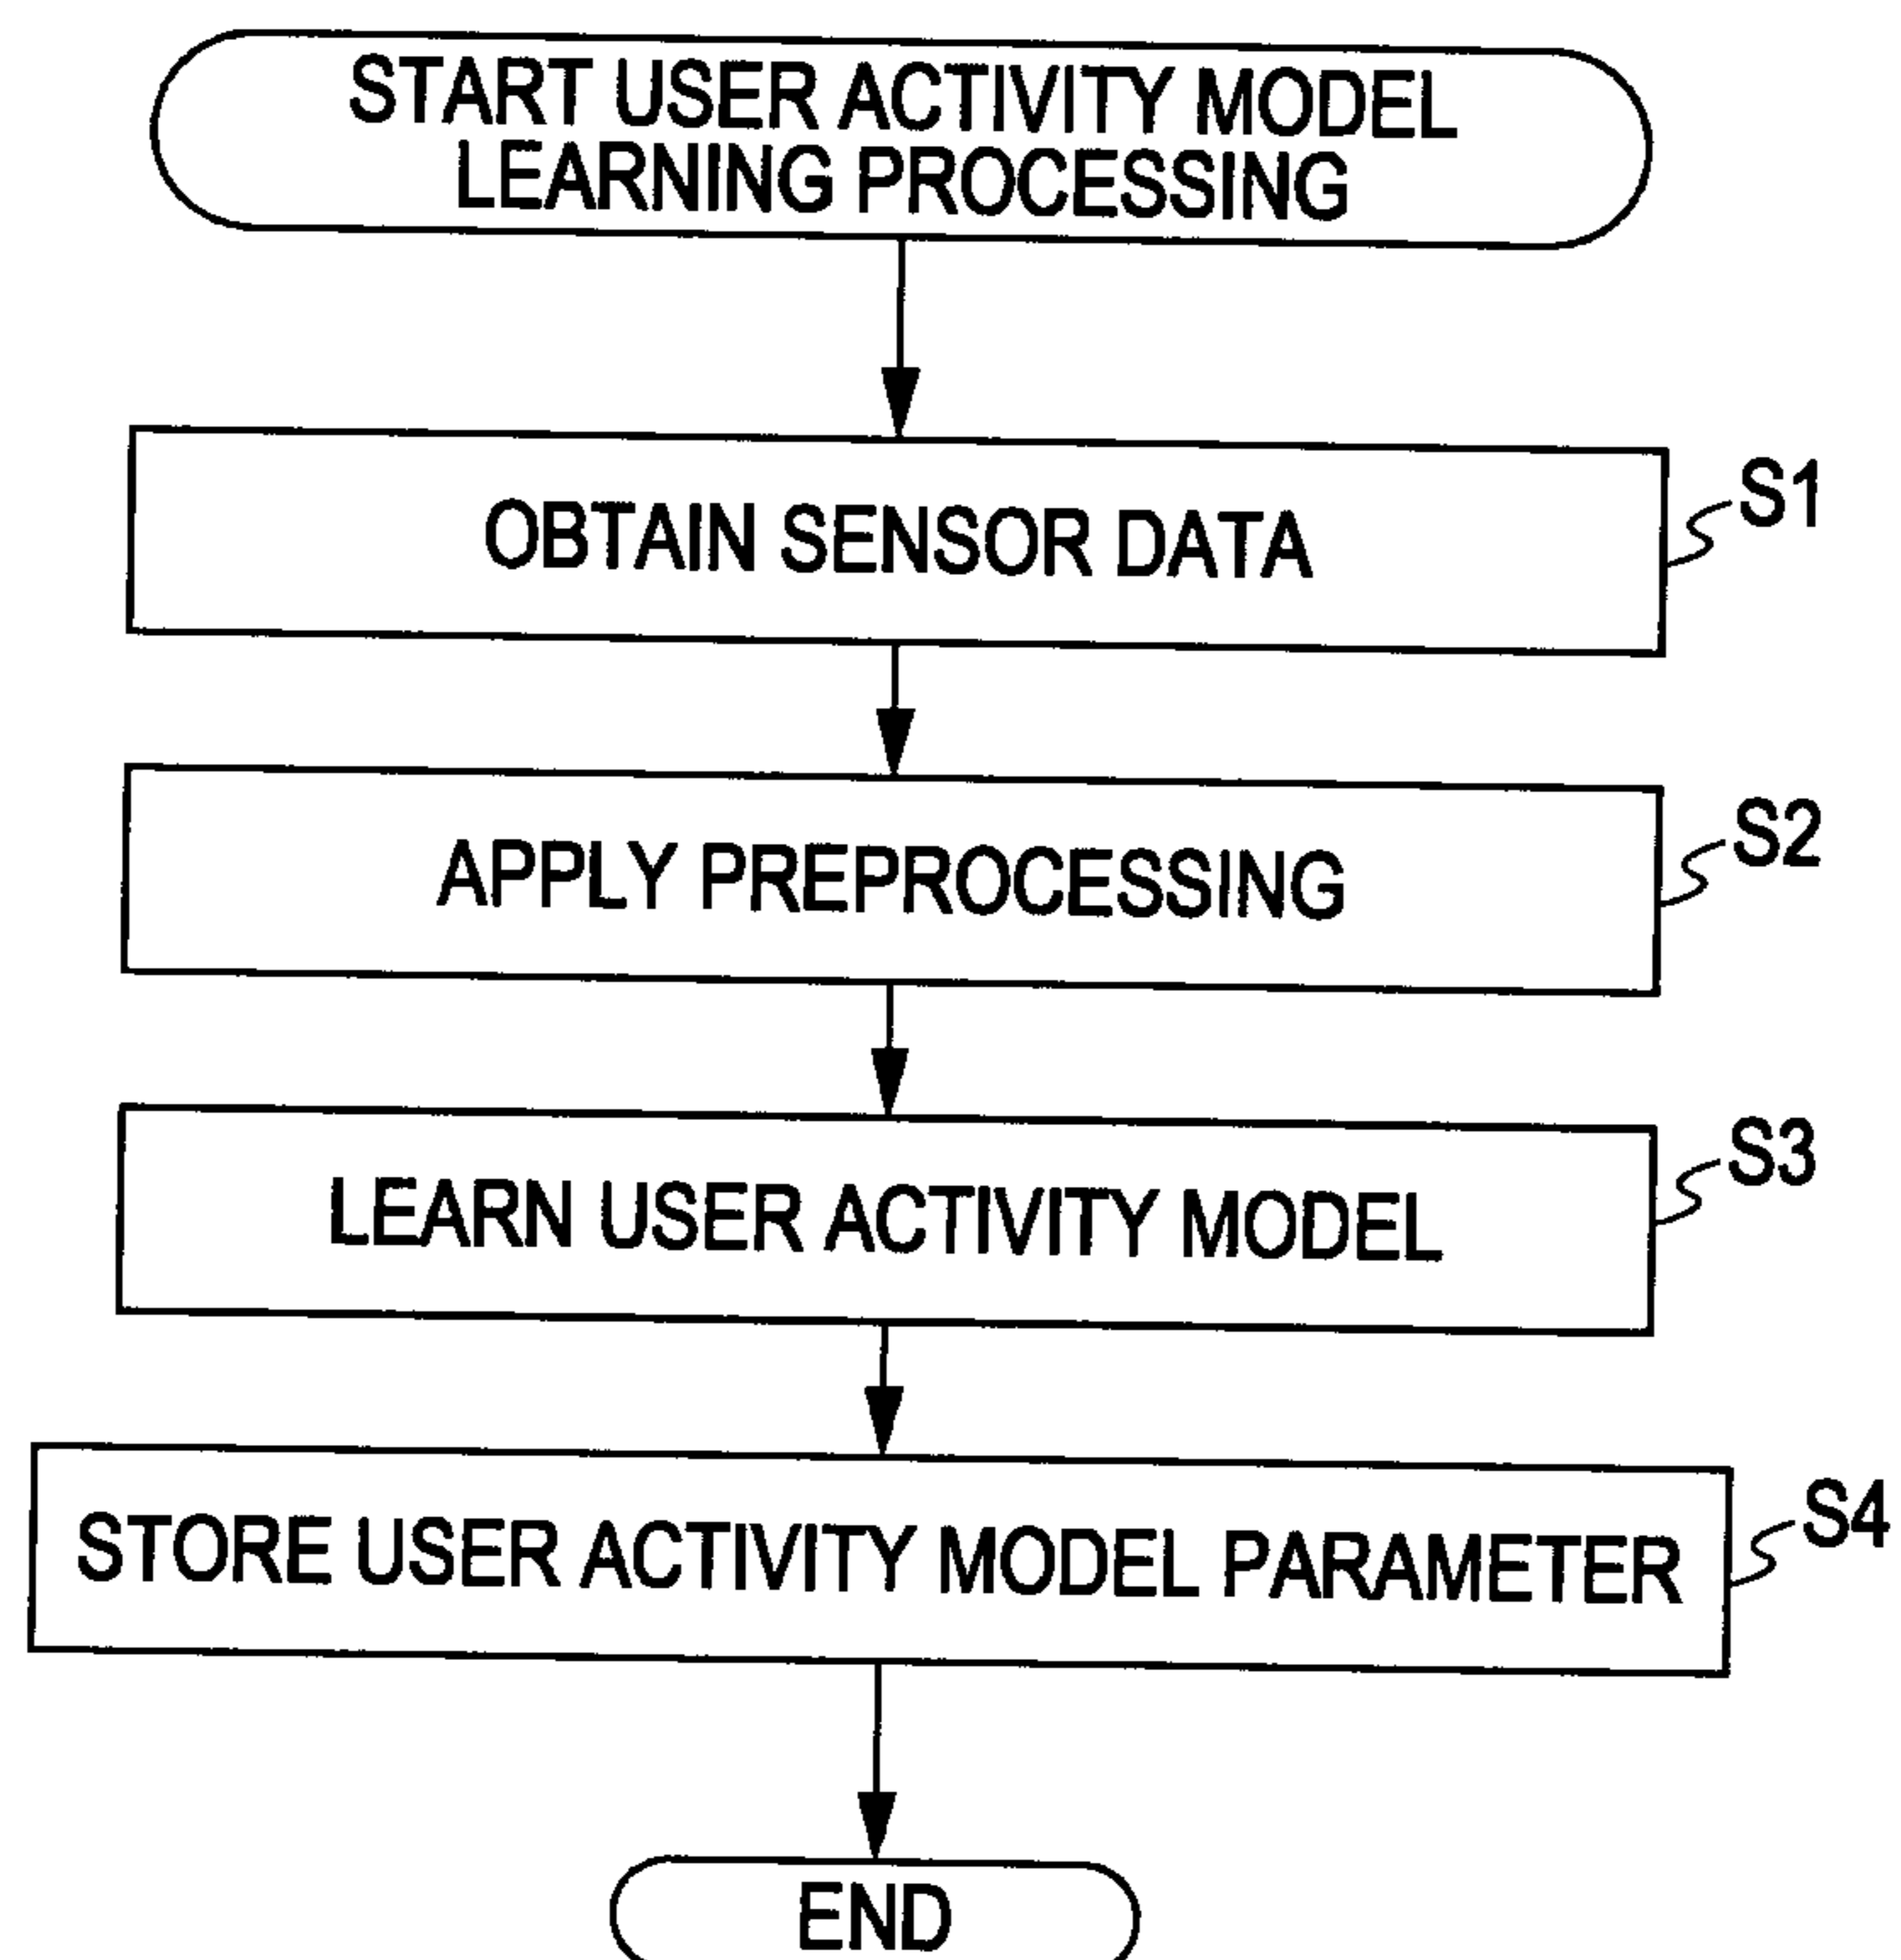 START USER ACTIVITY MODEL
LEARNING PROCESSING
OBTAIN SENSOR DATA
S1
APPLY PREPROCESSING
S2
LEARN USER ACTIVITY MODEL
S3
STORE USER ACTIVITY MODEL PARAMETER
S4
END